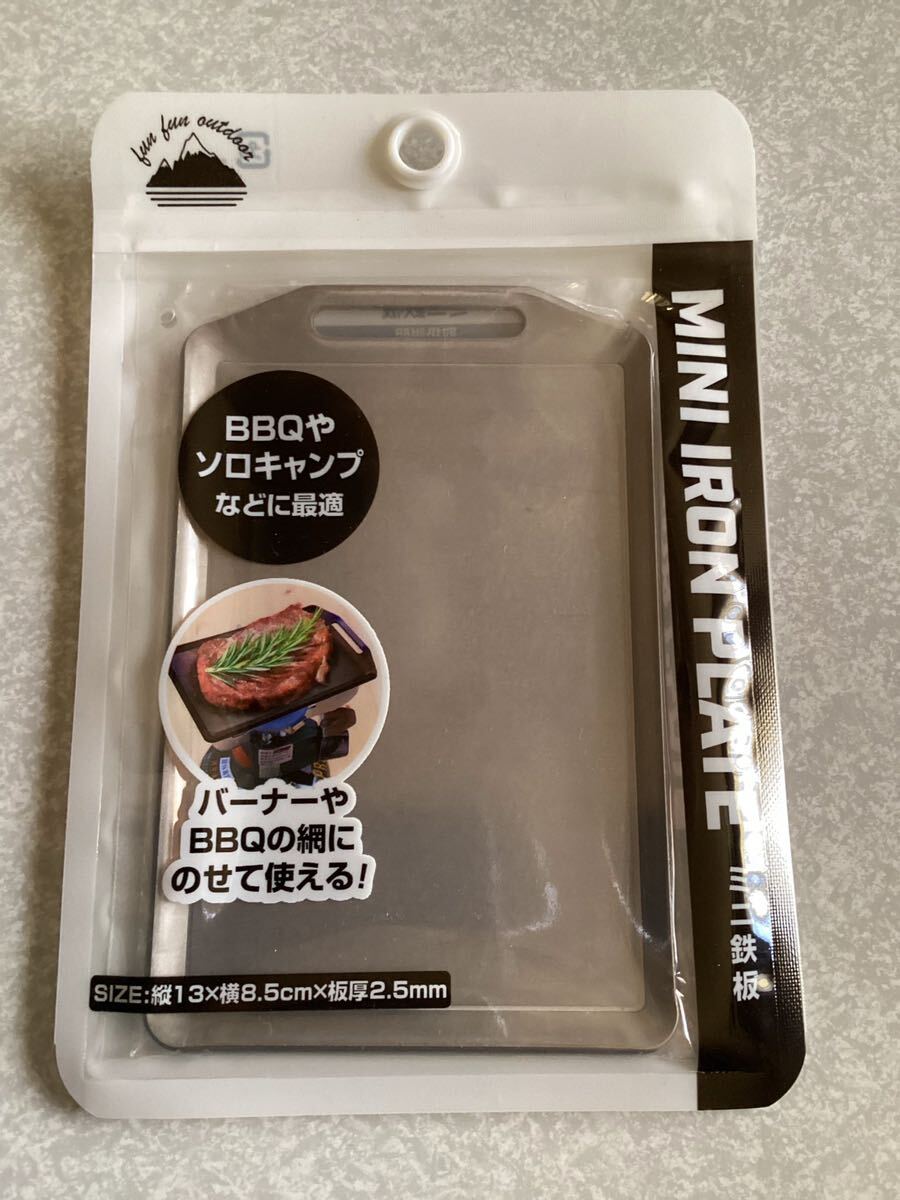 fun fun outdoor
BBQや
ソロキャンプ
などに最適
バーナーや
BBQの網に
のせて使える!
SIZE:縦13×横8.5cm×板厚2.5mm
MINI IRON PLATE
ミニ鉄板